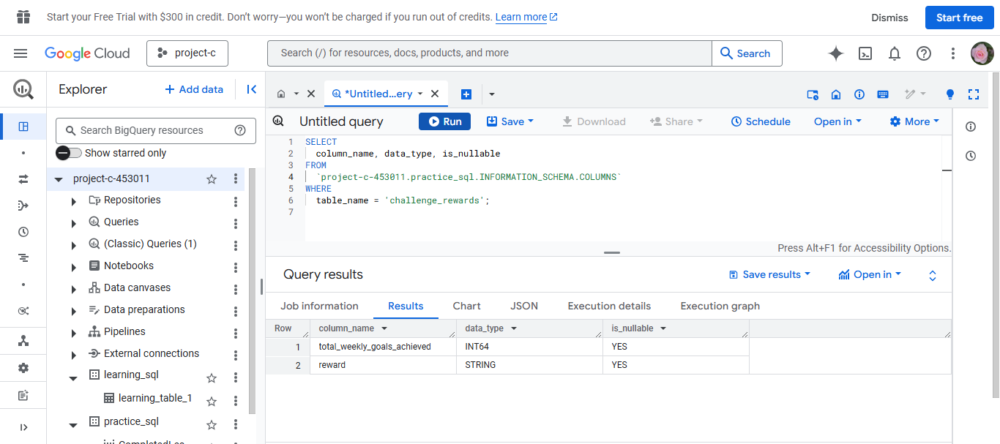 Start your Free Trial with $300 in credit. Don't worry—you won't be charged if you run out of credits. Learn more
Dismiss
Start free
Google Cloud
project-c
Search (/) for resources, docs, products, and more
Search
Explorer
+ Add data
*Untitled...ery
Search BigQuery resources
Show starred only
project-c-453011
Repositories
Queries
(Classic) Queries (1)
Notebooks
Data canvases
Data preparations
Pipelines
External connections
learning_sql
learning_table_1
practice_sql
Untitled query
Run
Save
Download
Share
Schedule
Open in
More
1 SELECT
2 column_name, data_type, is_nullable
3 FROM
4 `project-c-453011.practice_sql.INFORMATION_SCHEMA.COLUMNS`
5 WHERE
6 table_name = 'challenge_rewards';
7
Press Alt+F1 for Accessibility Options.
Query results
Save results
Open in
Job information Results Chart JSON Execution details Execution graph
Row column_name data_type is_nullable
1 total_weekly_goals_achieved INT64 YES
2 reward STRING YES